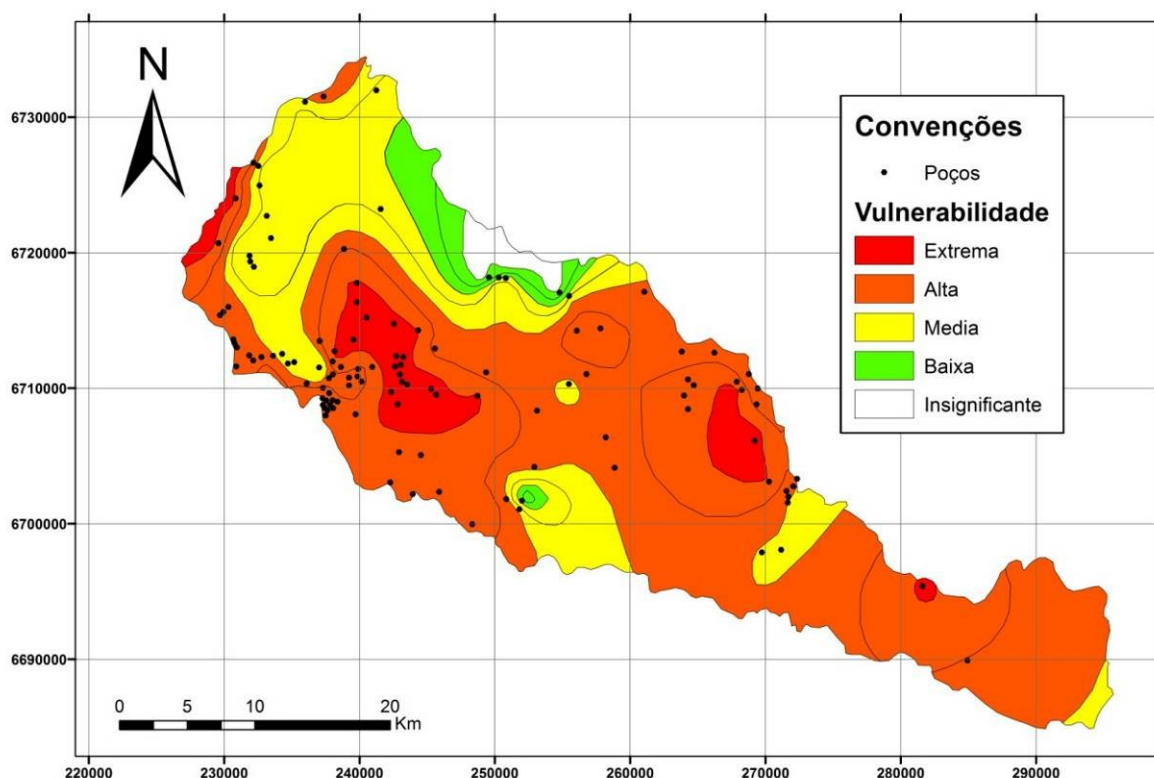 N
6730000
6720000
6710000
6700000
6690000
Convenções
Poços
Vulnerabilidade
Extrema
Alta
Media
Baixa
Insignificante
0 5 10 20
Km
220000 230000 240000 250000 260000 270000 280000 290000